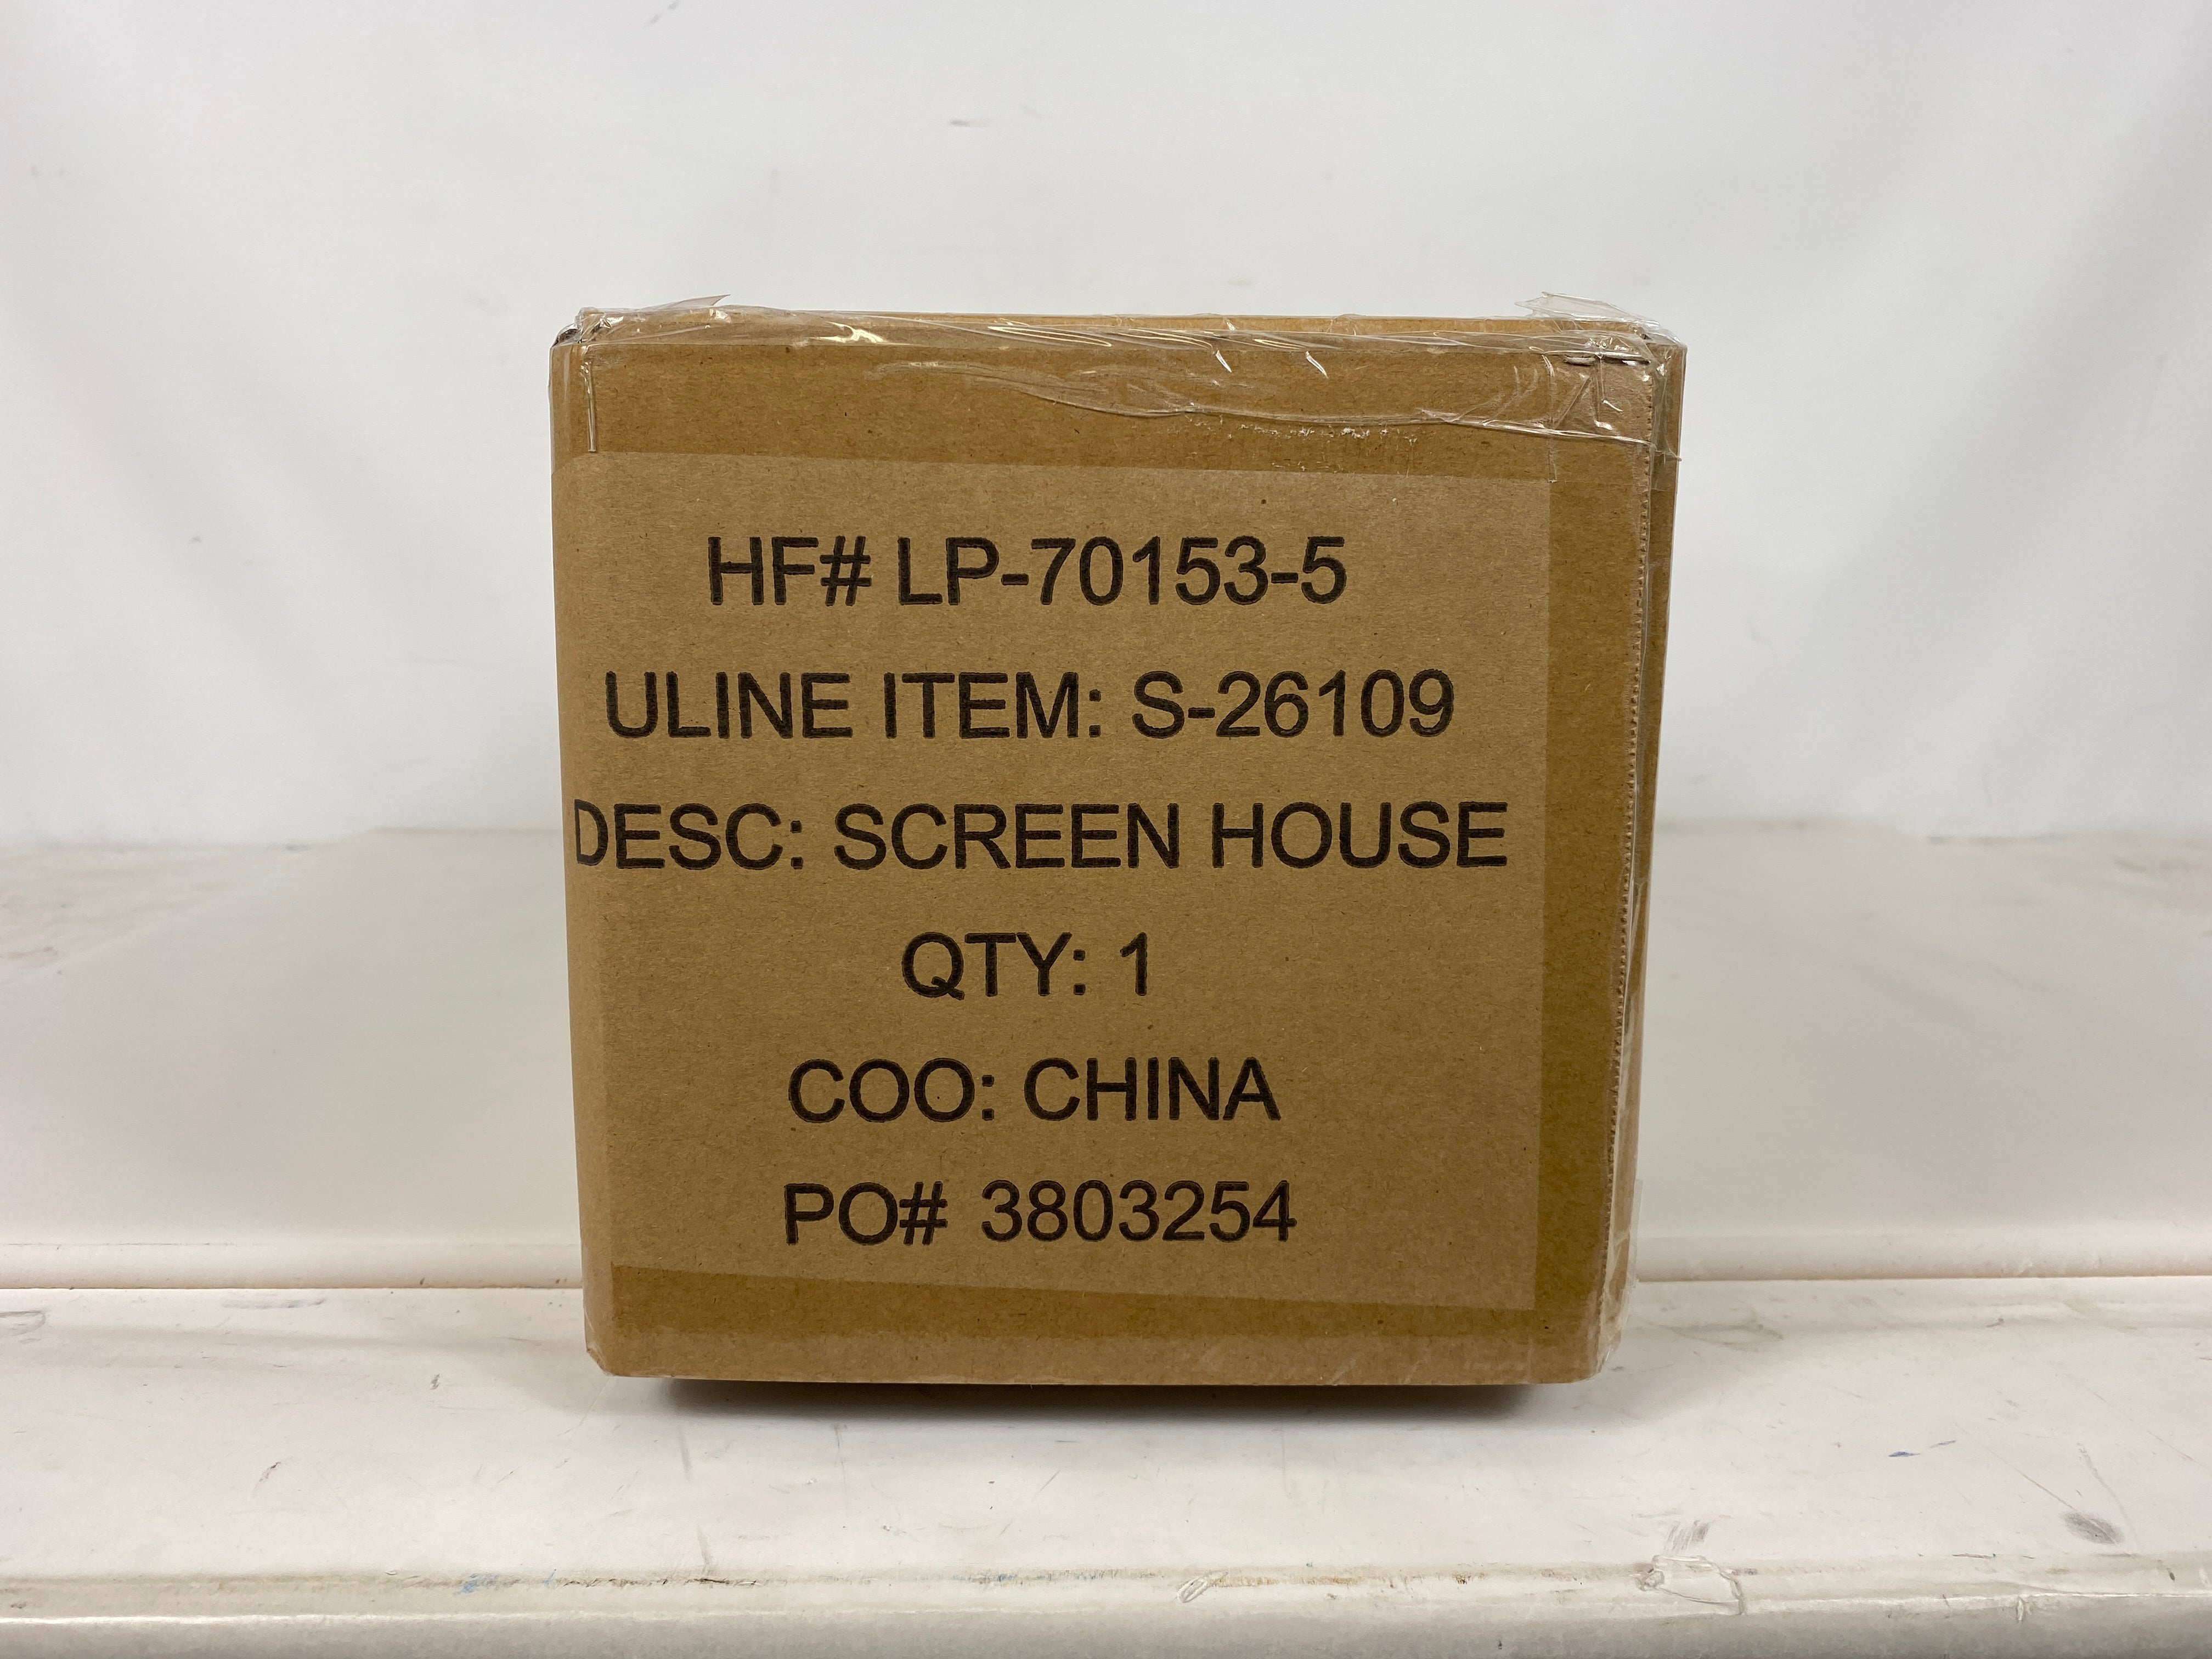 HF# LP-70153-5
ULINE ITEM: S-26109
DESC: SCREEN HOUSE
QTY: 1
COO: CHINA
PO# 3803254